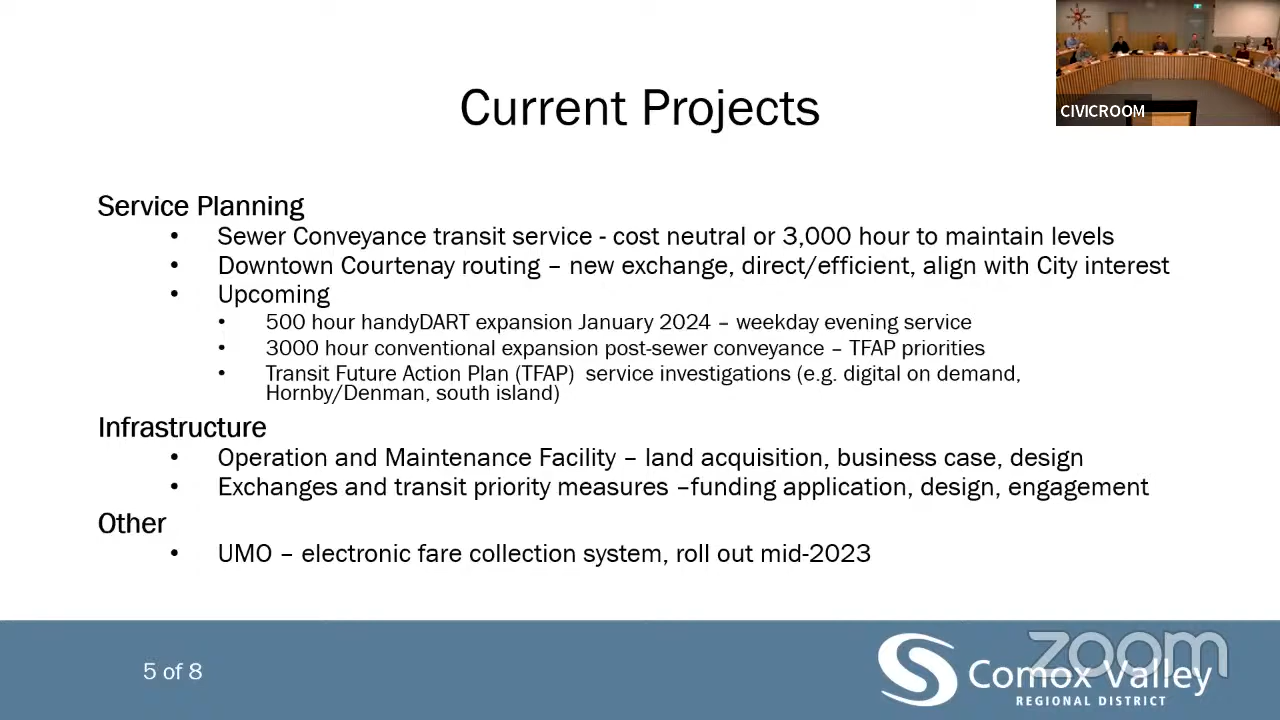 CIVICROOM
Current Projects
Service Planning
• Sewer Conveyance transit service - cost neutral or 3,000 hour to maintain levels
• Downtown Courtenay routing – new exchange, direct/efficient, align with City interest
• Upcoming
• 500 hour handyDART expansion January 2024 – weekday evening service
• 3000 hour conventional expansion post-sewer conveyance – TFAP priorities
• Transit Future Action Plan (TFAP) service investigations (e.g. digital on demand,
Hornby/Denman, south island)
Infrastructure
• Operation and Maintenance Facility – land acquisition, business case, design
• Exchanges and transit priority measures –funding application, design, engagement
Other
• UMO – electronic fare collection system, roll out mid-2023
5 of 8
zoom
Comox Valley
REGIONAL DISTRICT